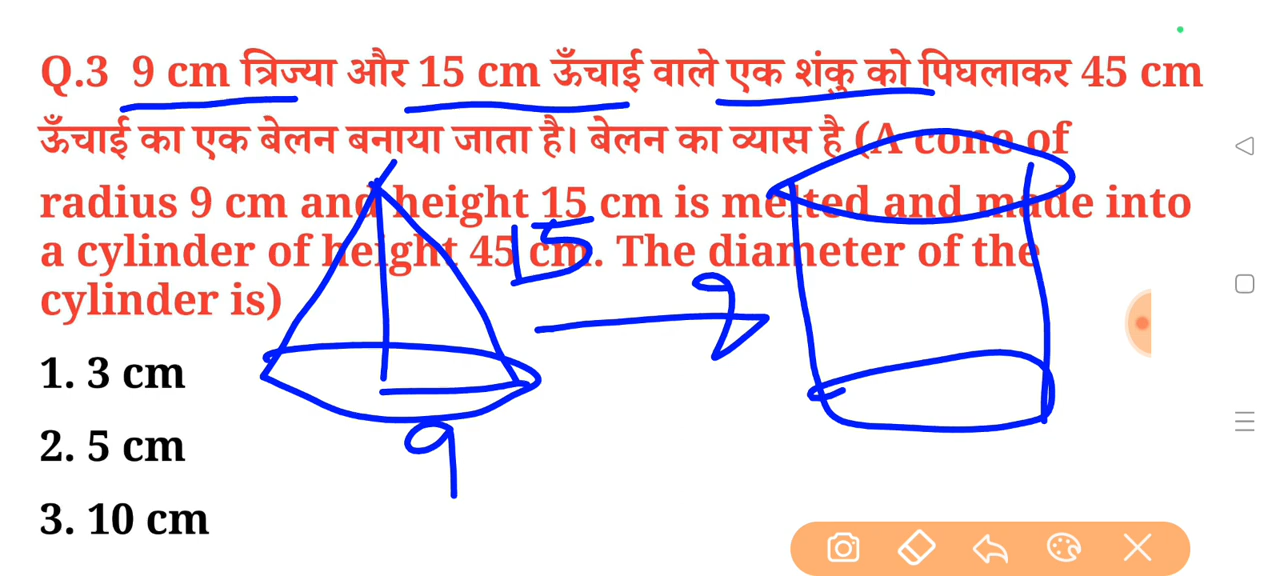 Q.3 9 cm त्रिज्या और 15 cm ऊँचाई वाले एक शंकु को पिघलाकर 45 cm
ऊँचाई का एक बेलन बनाया जाता है। बेलन का व्यास है (A cone of
radius 9 cm and height 15 cm is melted and made into
a cylinder of height 45 cm. The diameter of the
cylinder is)
15
1. 3 cm
2. 5 cm
9
3. 10 cm